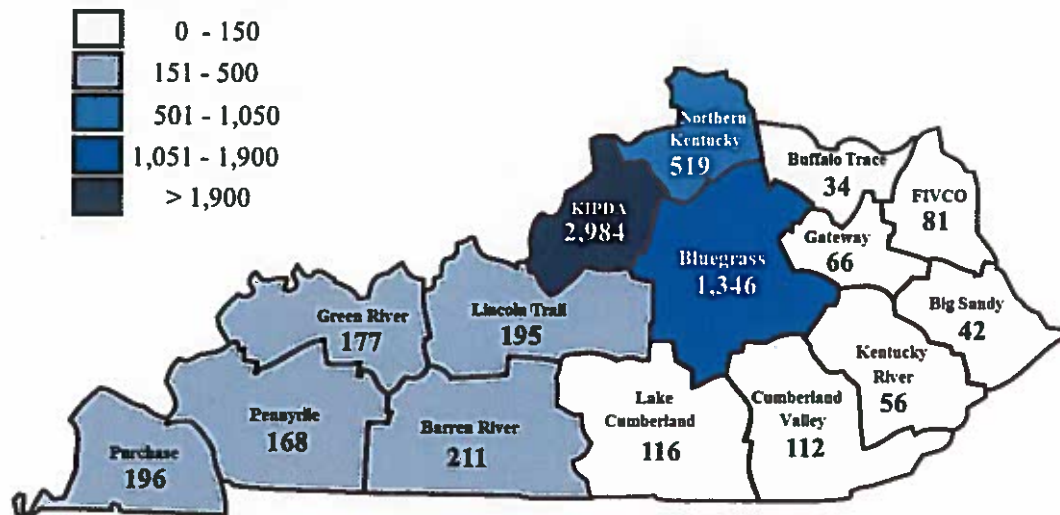 0 - 150
151 - 500
501 - 1,050
1,051 - 1,900
> 1,900
Northern
Kentucky
519
Buffalo Trace
34
FIVCO
81
KIPDA
2,984
Gateway
66
Bluegrass
1,346
Big Sandy
42
Green River
177
Lincoln Trail
195
Kentucky
River
56
Lake
Cumberland
116
Cumberland
Valley
112
Pennyrile
168
Barren River
211
Purchase
196